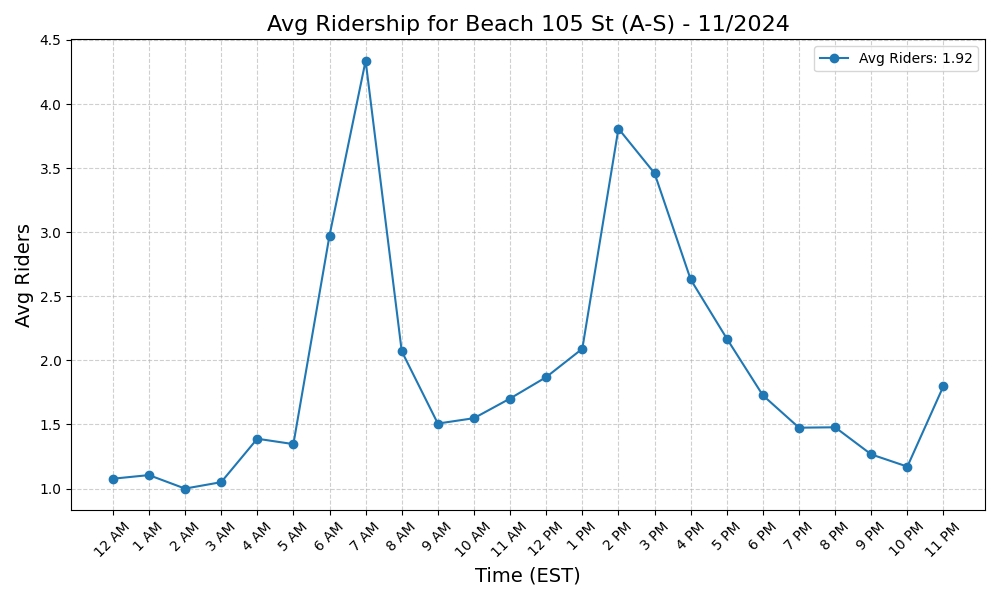 Avg Ridership for Beach 105 St (A-S) - 11/2024
Avg Riders: 1.92
Avg Riders
4.5
4.0
3.5
3.0
2.5
2.0
1.5
1.0
12 AM
1 AM
2 AM
3 AM
4 AM
5 AM
6 AM
7 AM
8 AM
9 AM
10 AM
11 AM
12 PM
1 PM
2 PM
3 PM
4 PM
5 PM
6 PM
7 PM
8 PM
9 PM
10 PM
11 PM
Time (EST)